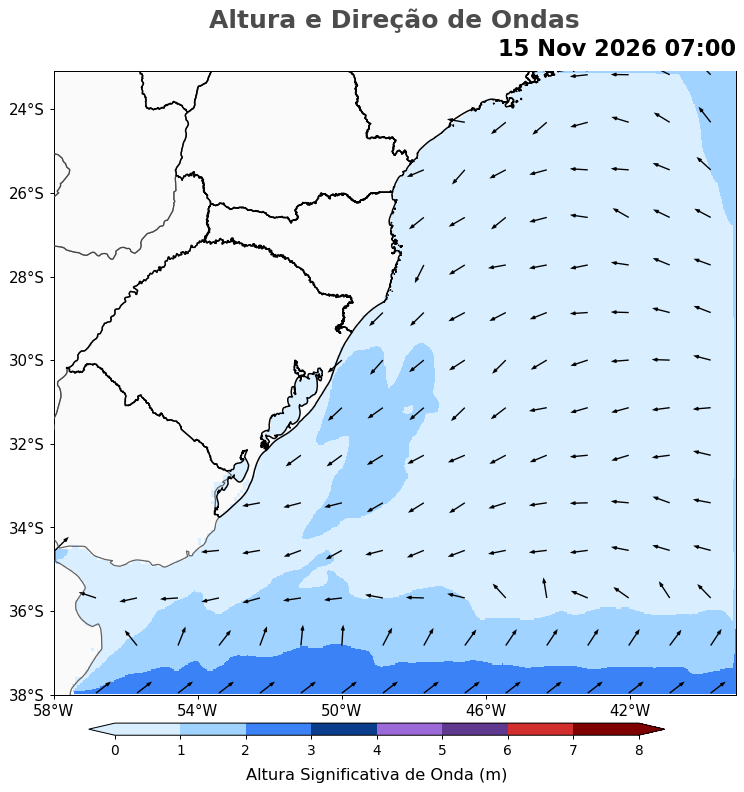 Altura e Direção de Ondas
15 Nov 2026 07:00
24°S
26°S
28°S
30°S
32°S
34°S
36°S
38°S
58°W 54°W 50°W 46°W 42°W
0 1 2 3 4 5 6 7 8
Altura Significativa de Onda (m)